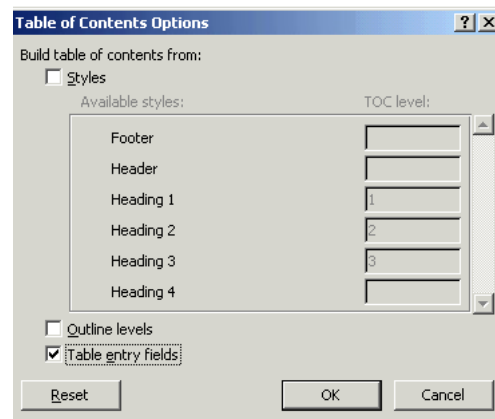 Table of Contents Options ? X
Build table of contents from:
Styles
Available styles: TOC level:
Footer
Header
Heading 1 1
Heading 2 2
Heading 3 3
Heading 4
Outline levels
Table entry fields
Reset OK Cancel